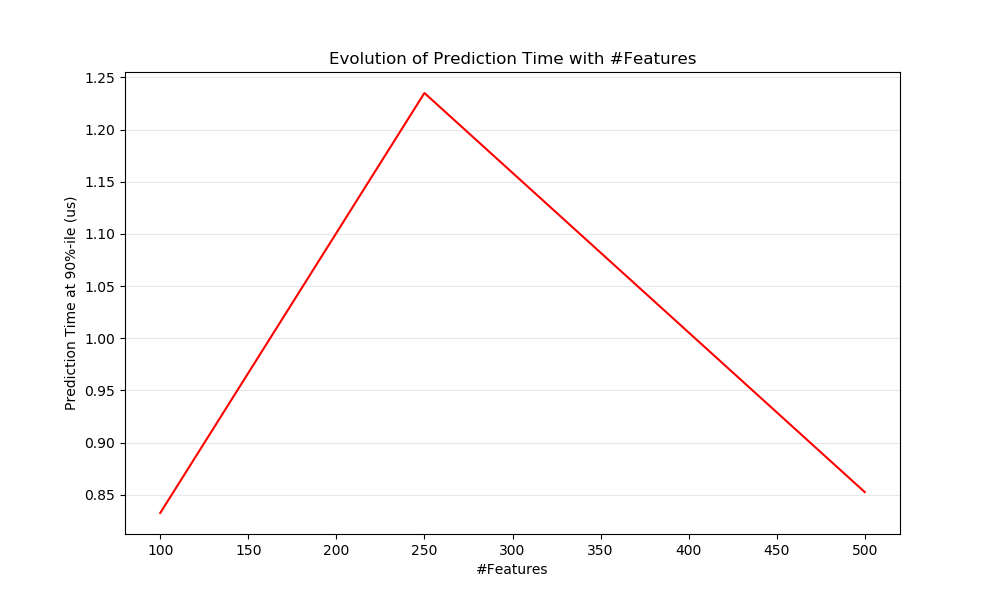 Evolution of Prediction Time with #Features
Prediction Time at 90%-ile (us)
1.25
1.20
1.15
1.10
1.05
1.00
0.95
0.90
0.85
100 150 200 250 300 350 400 450 500
#Features